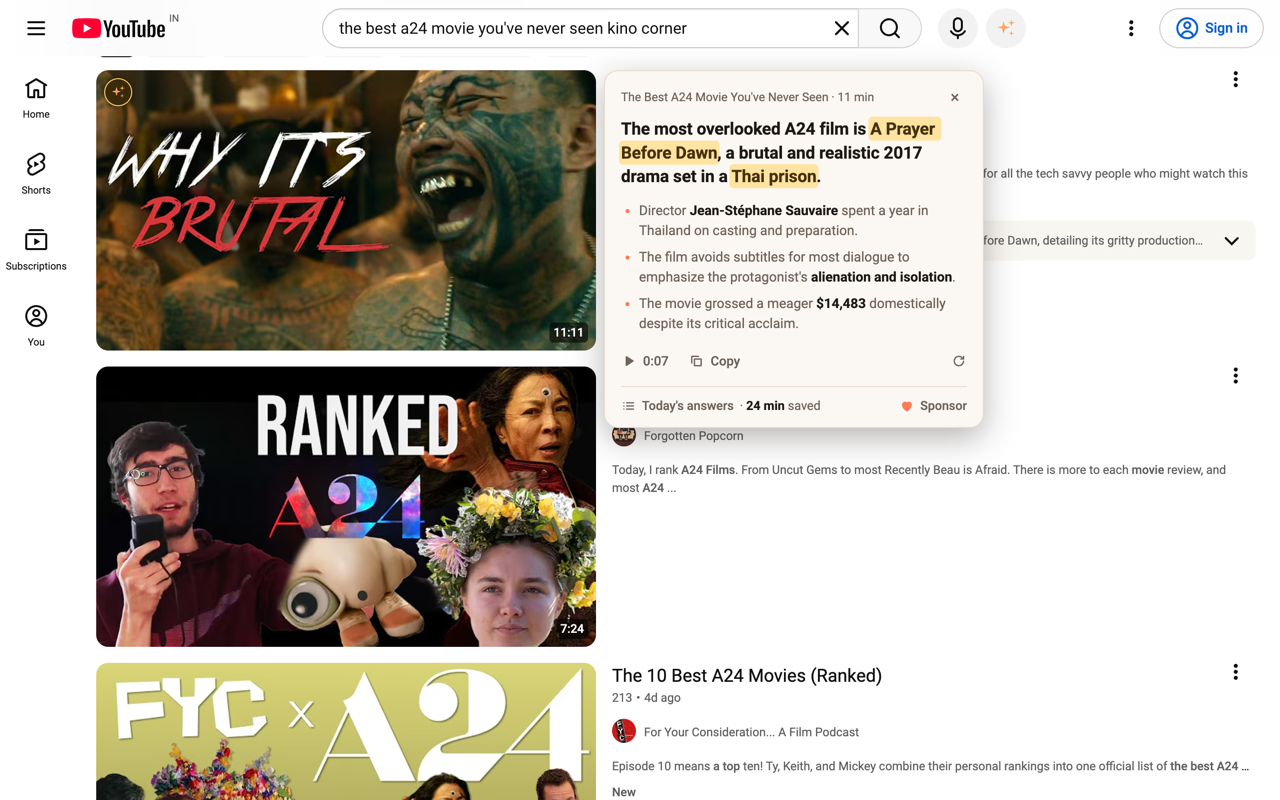 YouTube IN
the best a24 movie you've never seen kino corner
Sign in
Home
Shorts
Subscriptions
You
WHY IT'S
BRUTAL
11:11
The Best A24 Movie You've Never Seen · 11 min
The most overlooked A24 film is A Prayer
Before Dawn, a brutal and realistic 2017
drama set in a Thai prison.
• Director Jean-Stéphane Sauvaire spent a year in
Thailand on casting and preparation.
• The film avoids subtitles for most dialogue to
emphasize the protagonist's alienation and isolation.
• The movie grossed a meager $14,483 domestically
despite its critical acclaim.
0:07 Copy
Today's answers · 24 min saved Sponsor
for all the tech savvy people who might watch this
fore Dawn, detailing its gritty production...
RANKED
A24
7:24
Forgotten Popcorn
Today, I rank A24 Films. From Uncut Gems to most Recently Beau is Afraid. There is more to each movie review, and
most A24 ...
FYC x A24
The 10 Best A24 Movies (Ranked)
213 • 4d ago
FYC
For Your Consideration... A Film Podcast
Episode 10 means a top ten! Ty, Keith, and Mickey combine their personal rankings into one official list of the best A24 ...
New